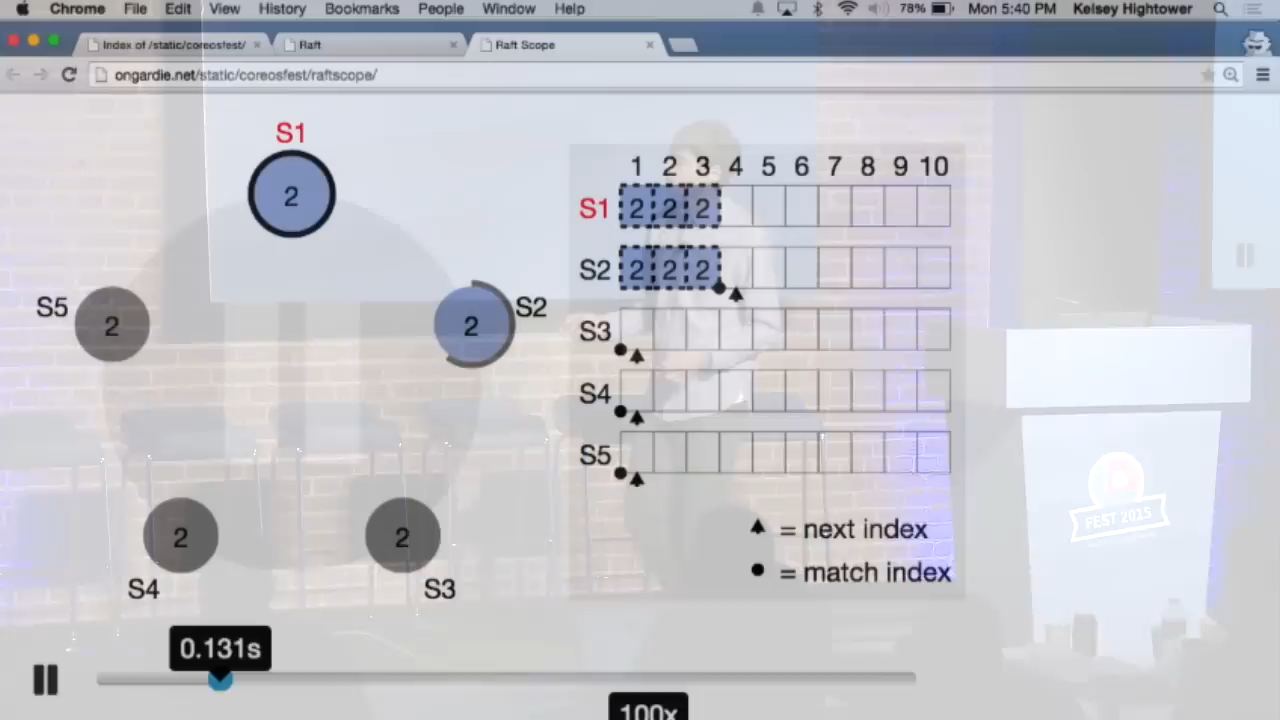 Chrome File Edit View History Bookmarks People Window Help 78% Mon 5:40 PM Kelsey Hightower
Index of /static/coreosfest/ Raft Raft Scope
ongardie.net/static/coreosfest/raftscope/
S1
2
S5
2
2
S2
2
S4
2
S3
1 2 3 4 5 6 7 8 9 10
S1 2 2 2
S2 2 2 2
S3
S4
S5
= next index
= match index
FEST 2015
0.131s
100x